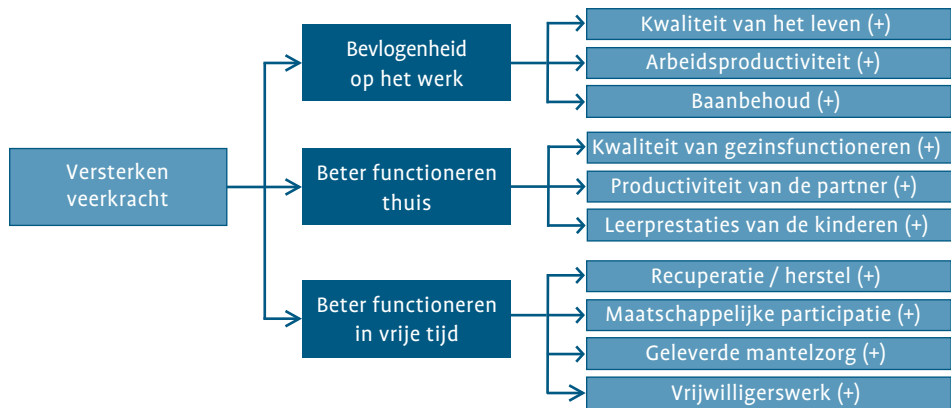 Versterken
veerkracht
Bevlogenheid
op het werk
Kwaliteit van het leven (+)
Arbeidsproductiviteit (+)
Baanbehoud (+)
Beter functioneren
thuis
Kwaliteit van gezinsfunctioneren (+)
Productiviteit van de partner (+)
Leerprestaties van de kinderen (+)
Beter functioneren
in vrije tijd
Recuperatie / herstel (+)
Maatschappelijke participatie (+)
Geleverde mantelzorg (+)
Vrijwilligerswerk (+)